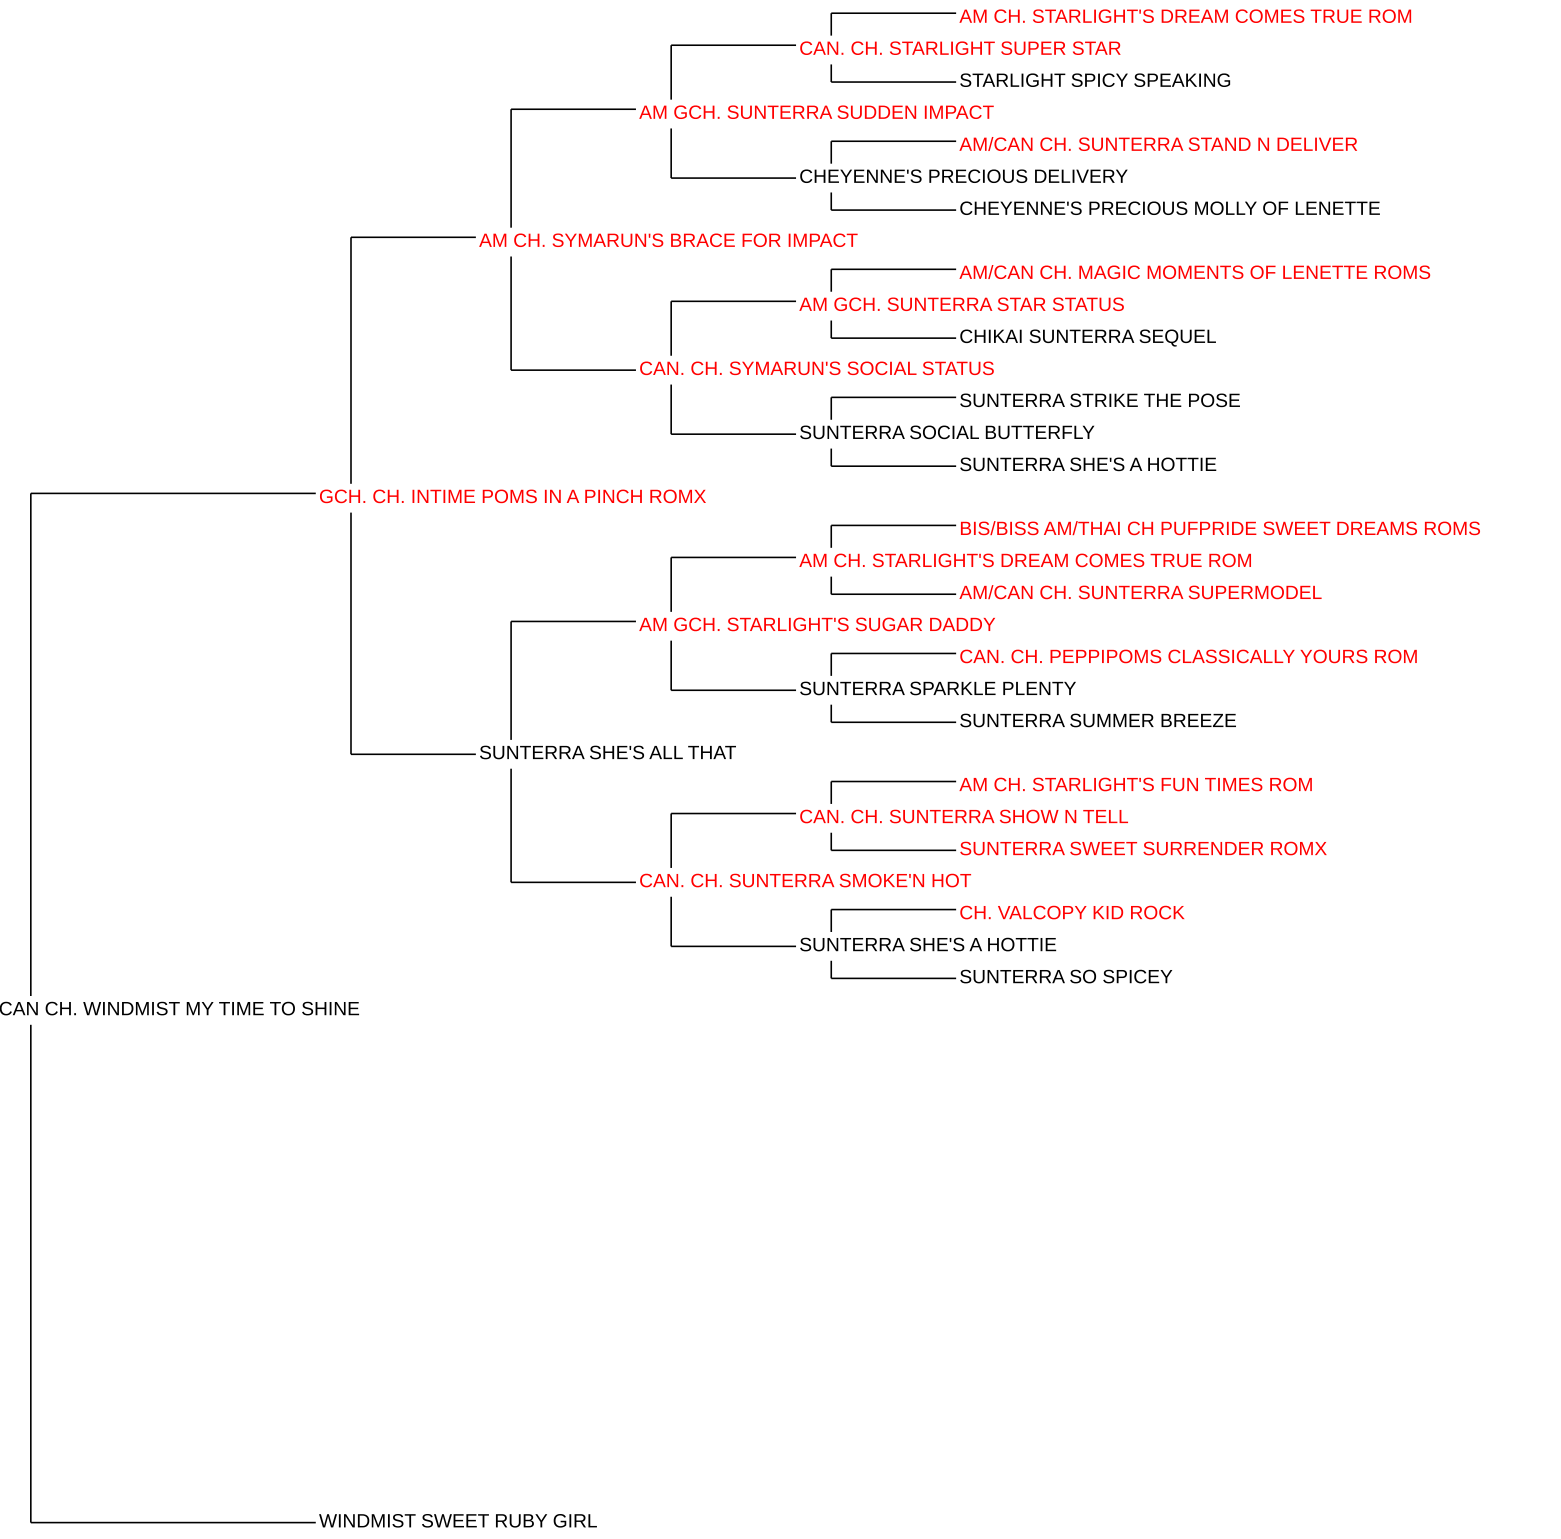 AM CH. STARLIGHT'S DREAM COMES TRUE ROM
CAN. CH. STARLIGHT SUPER STAR
STARLIGHT SPICY SPEAKING
AM GCH. SUNTERRA SUDDEN IMPACT
AM/CAN CH. SUNTERRA STAND N DELIVER
CHEYENNE'S PRECIOUS DELIVERY
CHEYENNE'S PRECIOUS MOLLY OF LENETTE
AM CH. SYMARUN'S BRACE FOR IMPACT
AM/CAN CH. MAGIC MOMENTS OF LENETTE ROMS
AM GCH. SUNTERRA STAR STATUS
CHIKAI SUNTERRA SEQUEL
CAN. CH. SYMARUN'S SOCIAL STATUS
SUNTERRA STRIKE THE POSE
SUNTERRA SOCIAL BUTTERFLY
SUNTERRA SHE'S A HOTTIE
GCH. CH. INTIME POMS IN A PINCH ROMX
BIS/BISS AM/THAI CH PUFPRIDE SWEET DREAMS ROMS
AM CH. STARLIGHT'S DREAM COMES TRUE ROM
AM/CAN CH. SUNTERRA SUPERMODEL
AM GCH. STARLIGHT'S SUGAR DADDY
CAN. CH. PEPPIPOMS CLASSICALLY YOURS ROM
SUNTERRA SPARKLE PLENTY
SUNTERRA SUMMER BREEZE
SUNTERRA SHE'S ALL THAT
AM CH. STARLIGHT'S FUN TIMES ROM
CAN. CH. SUNTERRA SHOW N TELL
SUNTERRA SWEET SURRENDER ROMX
CAN. CH. SUNTERRA SMOKE'N HOT
CH. VALCOPY KID ROCK
SUNTERRA SHE'S A HOTTIE
SUNTERRA SO SPICEY
CAN CH. WINDMIST MY TIME TO SHINE
WINDMIST SWEET RUBY GIRL